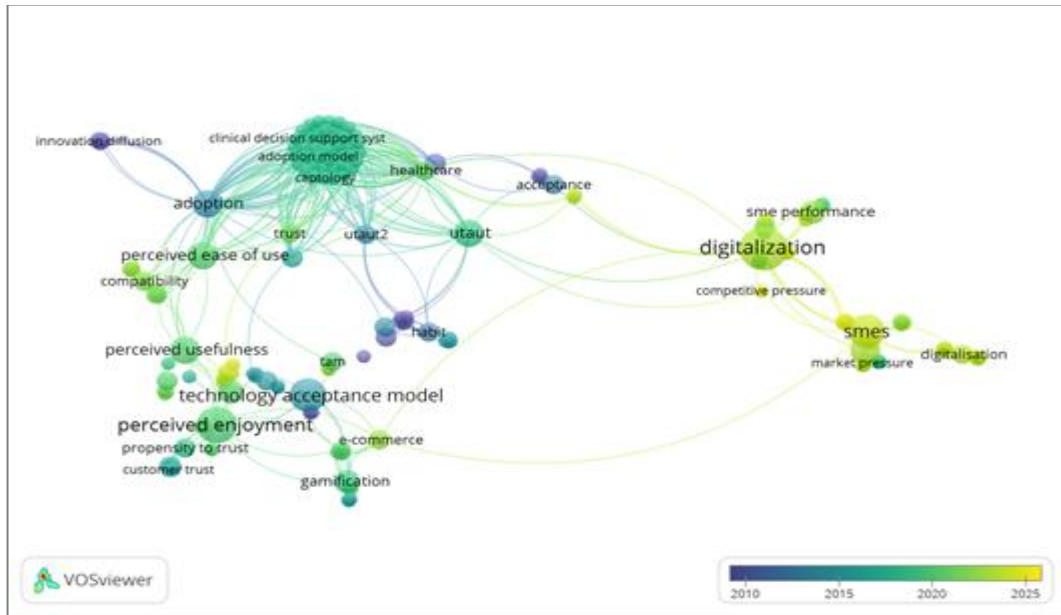 clinical decision support syst
innovation diffusion
adoption model
healthcare
captology
acceptance
adoption
sme performance
trust
utaut2
utaut
digitalization
perceived ease of use
compatibility
competitive pressure
habit
smes
perceived usefulness
digitalisation
tam
market pressure
technology acceptance model
perceived enjoyment
e-commerce
propensity to trust
customer trust
gamification
VOSviewer
2010 2015 2020 2025